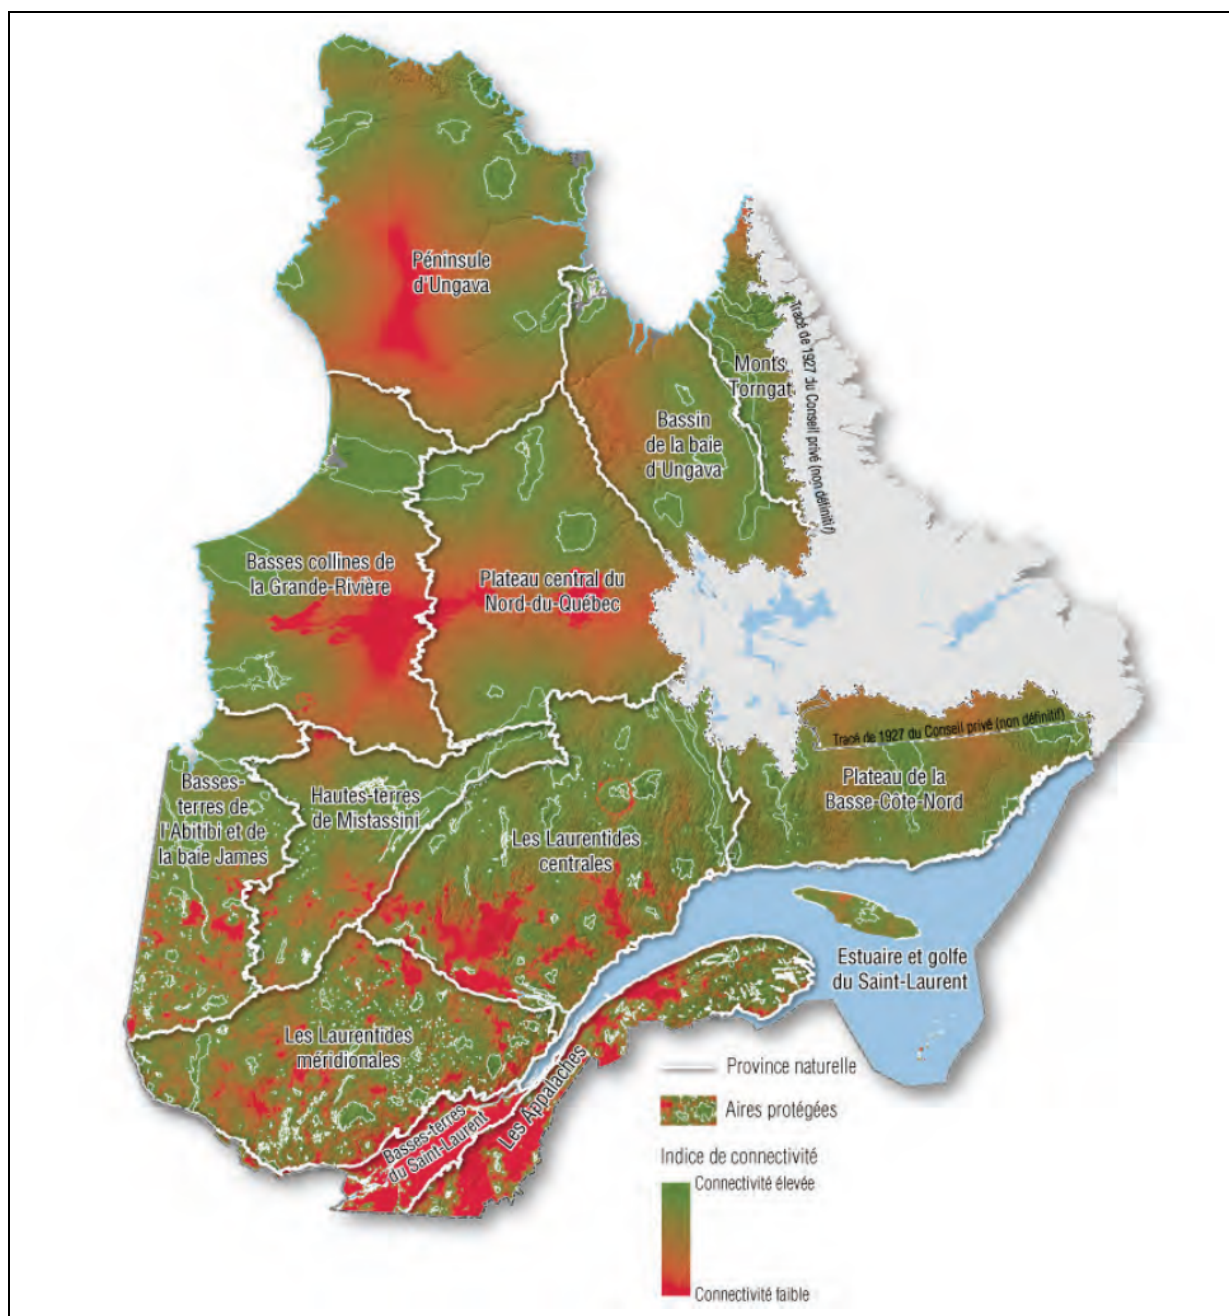 Péninsule
d'Ungava
Monts
Torngat
Tracé de 1927 du Conseil privé (non définitif)
Bassin
de la baie
d'Ungava
Basses collines de
la Grande-Rivière
Plateau central du
Nord-du-Québec
Tracé de 1927 du Conseil privé (non définitif)
Plateau de la
Basse-Côte-Nord
Basses-
terres de
l'Abitibi et de
la baie James
Hautes-terres
de Mistassini
Les Laurentides
centrales
Estuaire et golfe
du Saint-Laurent
Les Laurentides
méridionales
Basses-terres
du Saint-Laurent
Les Appalaches
Province naturelle
Aires protégées
Indice de connectivité
Connectivité élevée
Connectivité faible